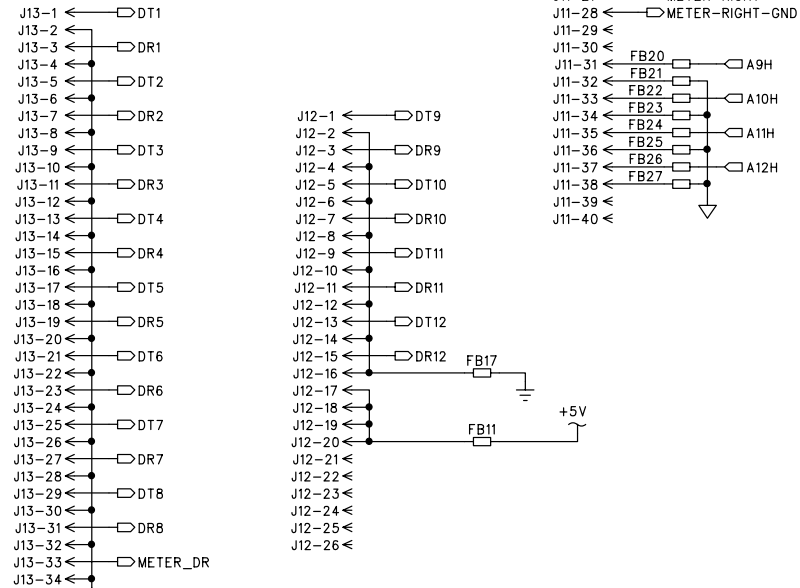 J13-1 DT1
J13-2
J13-3 DR1
J13-4
J13-5 DT2
J13-6
J13-7 DR2
J13-8
J13-9 DT3
J13-10
J13-11 DR3
J13-12
J13-13 DT4
J13-14
J13-15 DR4
J13-16
J13-17 DT5
J13-18
J13-19 DR5
J13-20
J13-21 DT6
J13-22
J13-23 DR6
J13-24
J13-25 DT7
J13-26
J13-27 DR7
J13-28
J13-29 DT8
J13-30
J13-31 DR8
J13-32
J13-33 METER_DR
J13-34
J12-1 DT9
J12-2
J12-3 DR9
J12-4
J12-5 DT10
J12-6
J12-7 DR10
J12-8
J12-9 DT11
J12-10
J12-11 DR11
J12-12
J12-13 DT12
J12-14
J12-15 DR12
J12-16 FB17
J12-17
J12-18
J12-19 +5V
J12-20 FB11
J12-21
J12-22
J12-23
J12-24
J12-25
J12-26
J11-28 METER-RIGHT-GND
J11-29
J11-30
J11-31 FB20 A9H
J11-32 FB21
J11-33 FB22 A10H
J11-34 FB23
J11-35 FB24 A11H
J11-36 FB25
J11-37 FB26 A12H
J11-38 FB27
J11-39
J11-40